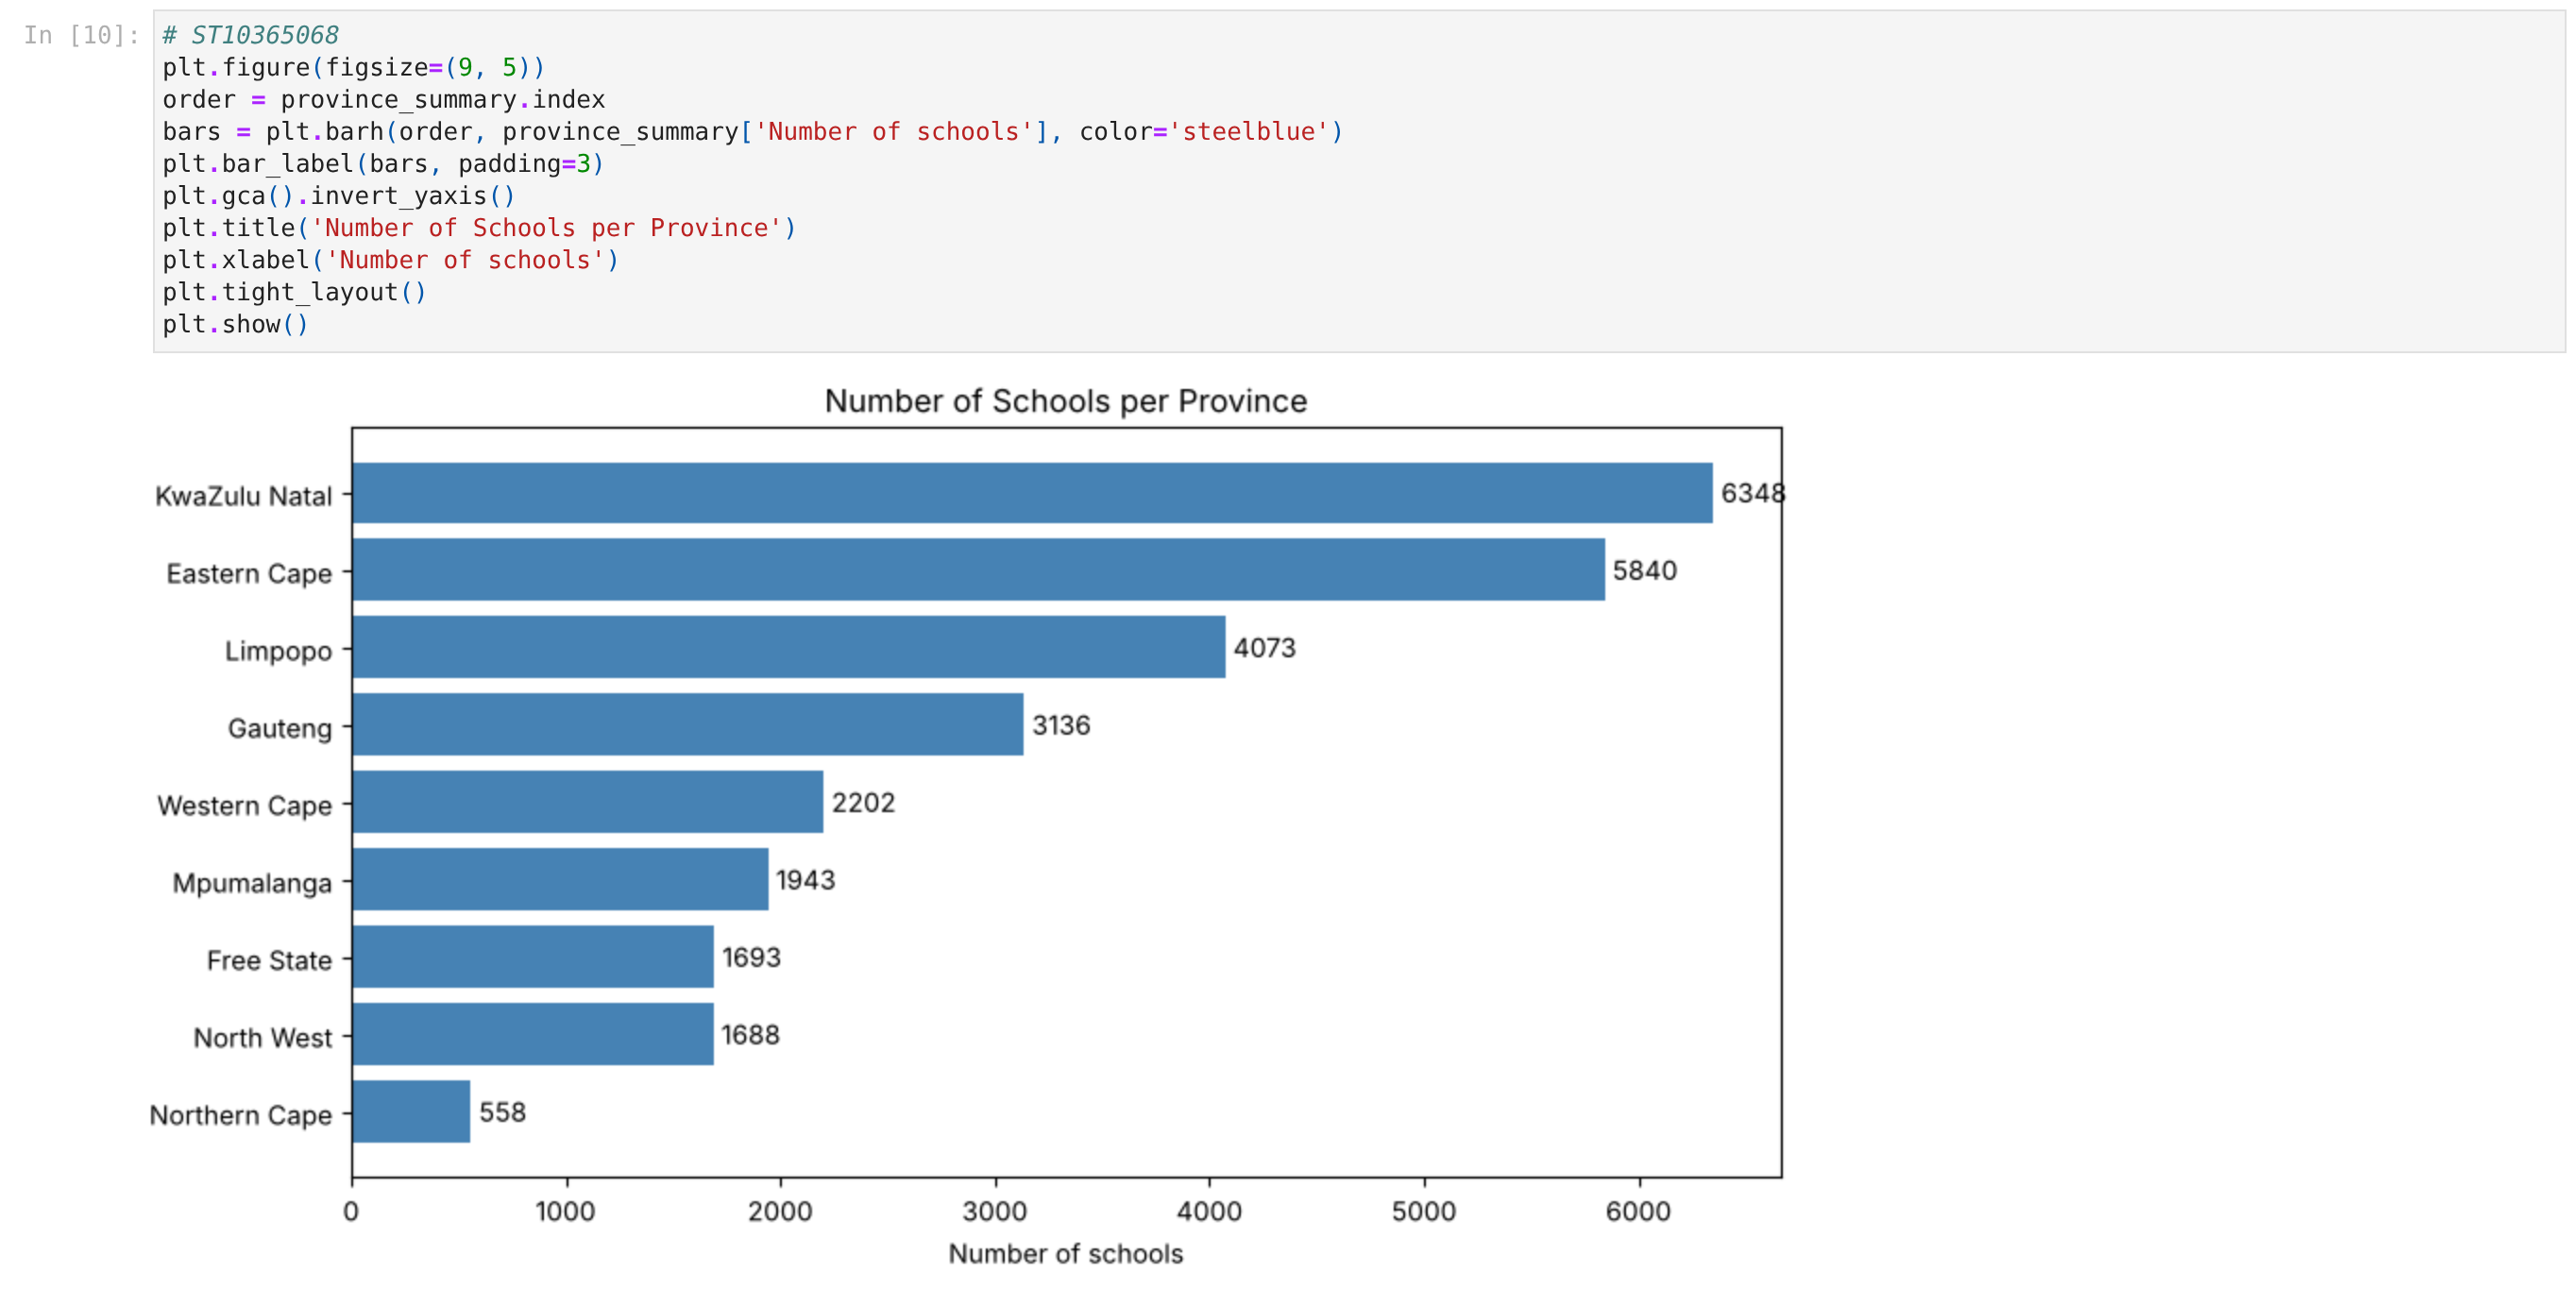 In [10]:
# ST10365068
plt.figure(figsize=(9, 5))
order = province_summary.index
bars = plt.barh(order, province_summary['Number of schools'], color='steelblue')
plt.bar_label(bars, padding=3)
plt.gca().invert_yaxis()
plt.title('Number of Schools per Province')
plt.xlabel('Number of schools')
plt.tight_layout()
plt.show()
Number of Schools per Province
KwaZulu Natal 6348
Eastern Cape 5840
Limpopo 4073
Gauteng 3136
Western Cape 2202
Mpumalanga 1943
Free State 1693
North West 1688
Northern Cape 558
0 1000 2000 3000 4000 5000 6000
Number of schools